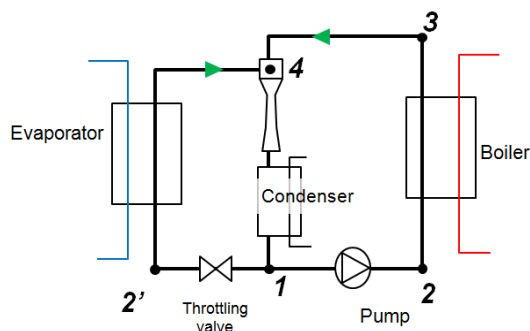 3
4
Evaporator
Boiler
Condenser
2’
1
2
Throttling
valve
Pump